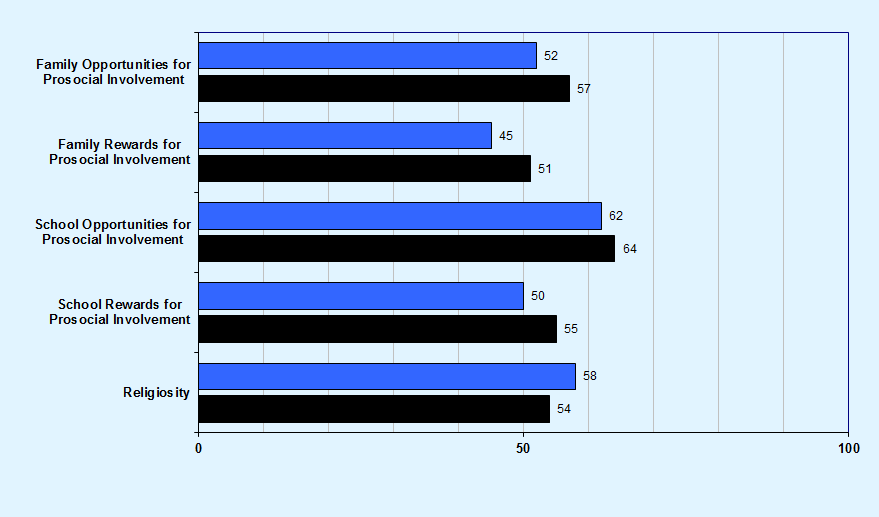 Family Opportunities for
Prosocial Involvement
52
57
Family Rewards for
Prosocial Involvement
45
51
School Opportunities for
Prosocial Involvement
62
64
School Rewards for
Prosocial Involvement
50
55
Religiosity
58
54
0 50 100